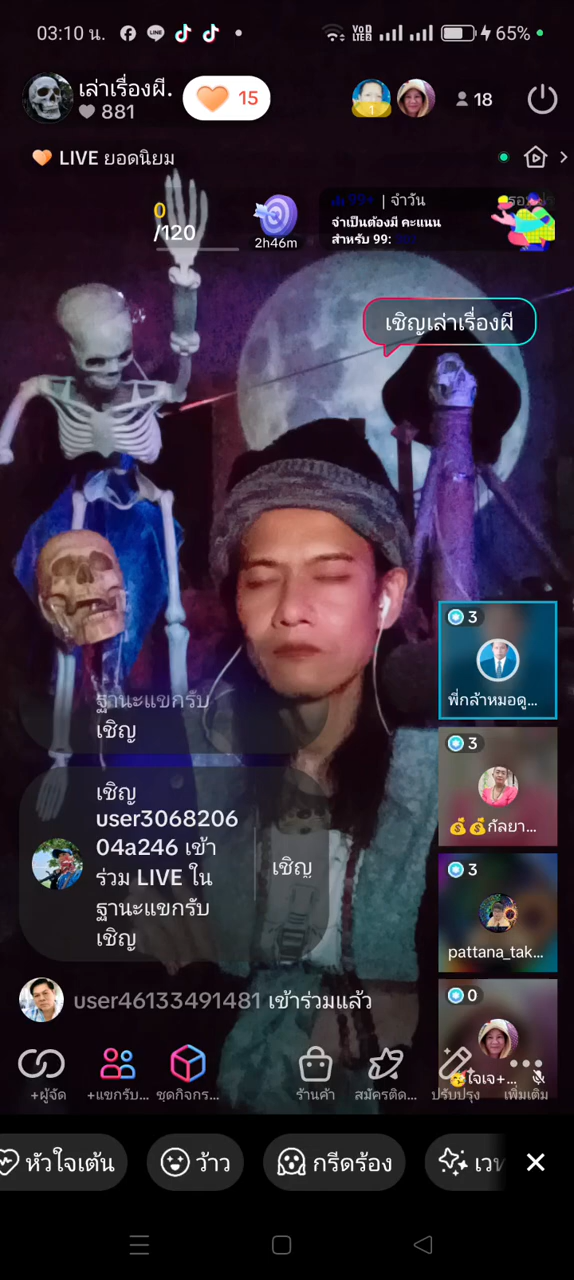 03:10 น.
65%
เล่าเรื่องผี.
881
15
1
18
LIVE ยอดนิยม
0
/120
2h46m
99+ | จำวัน
จำเป็นต้องมี คะแนน
สำหรับ 99:
เชิญเล่าเรื่องผี
3
พี่กล้าหมอดู...
ฐานะแขกรับ
เชิญ
3
กัลยา...
เชิญ
user3068206
04a246 เข้า
ร่วม LIVE ใน
ฐานะแขกรับ
เชิญ
เชิญ
3
pattana_tak...
0
ใจเจ+...
user46133491481 เข้าร่วมแล้ว
+ผู้จัด
+แขกรับ...
ชุดกิจกร...
ร้านค้า
สมัครติด...
ปรับปรุง
เพิ่มเติม
หัวใจเต้น
ว้าว
กรีดร้อง